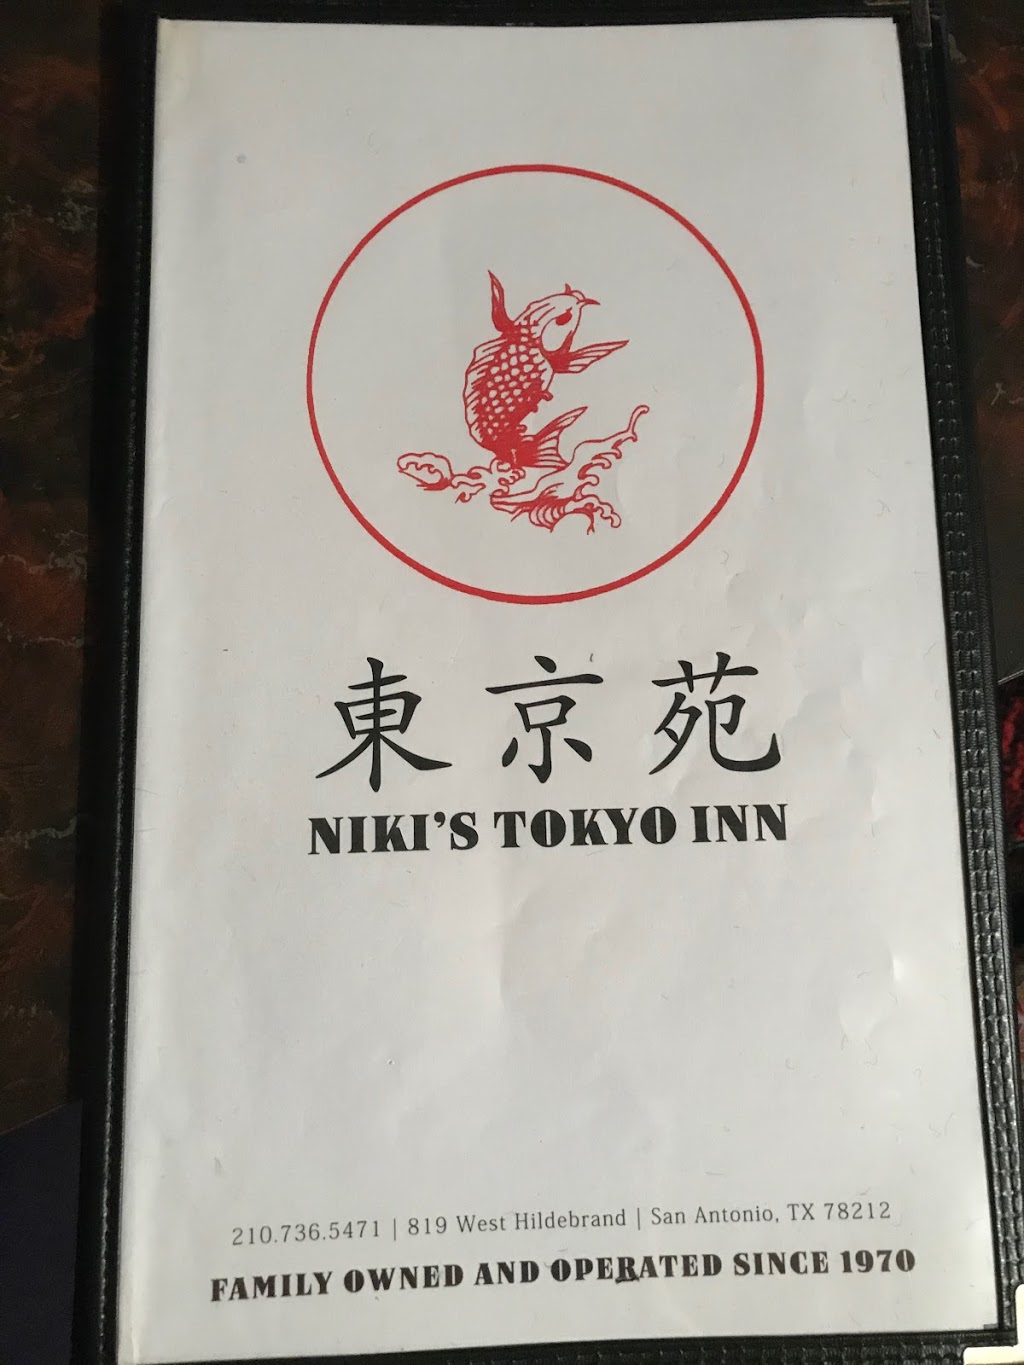 東京苑
NIKI'S TOKYO INN
210.736.5471 | 819 West Hildebrand | San Antonio, TX 78212
FAMILY OWNED AND OPERATED SINCE 1970